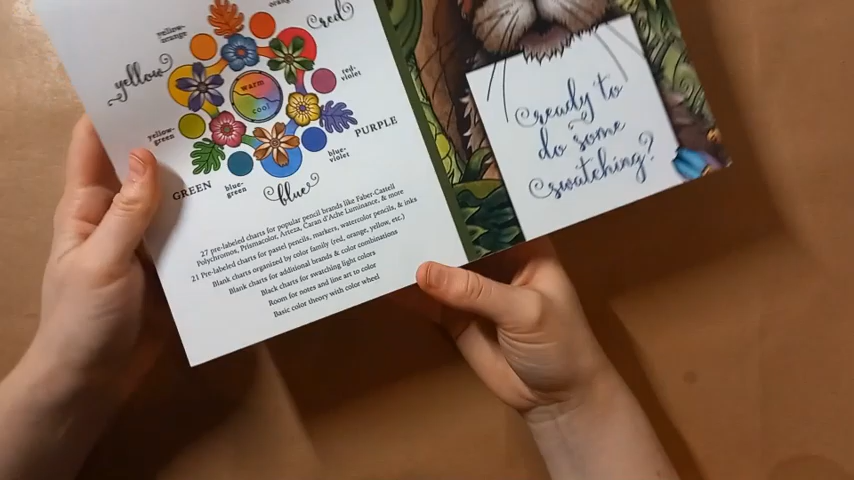 orange
yellow-
orange
red
yellow
warm
red-
violet
cool
yellow-
green
PURPLE
blue-
violet
GREEN
blue-
green
blue
27 pre-labeled charts for popular pencil brands like Faber-Castell
Polychromos, Prismacolor, Arteza, Caran d'Ache Luminance, & more
21 Pre-labeled charts for pastel pencils, markers, watercolor pencils, & inks
Blank charts organized by color family (red, orange, yellow, etc.)
Blank charts for additional brands & color combinations
Black charts for swatching light colors
Room for notes and line art to color
Basic color theory with color wheel
ready to
do some
swatching?